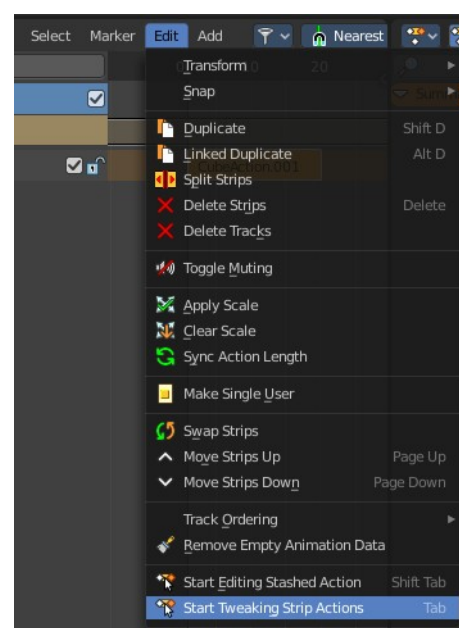 Select Marker Edit Add Nearest
Transform 20
Snap
Duplicate Shift D
Linked Duplicate Alt D
CubeAction.001
Split Strips
Delete Strips Delete
Delete Tracks
Toggle Muting
Apply Scale
Clear Scale
Sync Action Length
Make Single User
Swap Strips
Move Strips Up Page Up
Move Strips Down Page Down
Track Ordering
Remove Empty Animation Data
Start Editing Stashed Action Shift Tab
Start Tweaking Strip Actions Tab